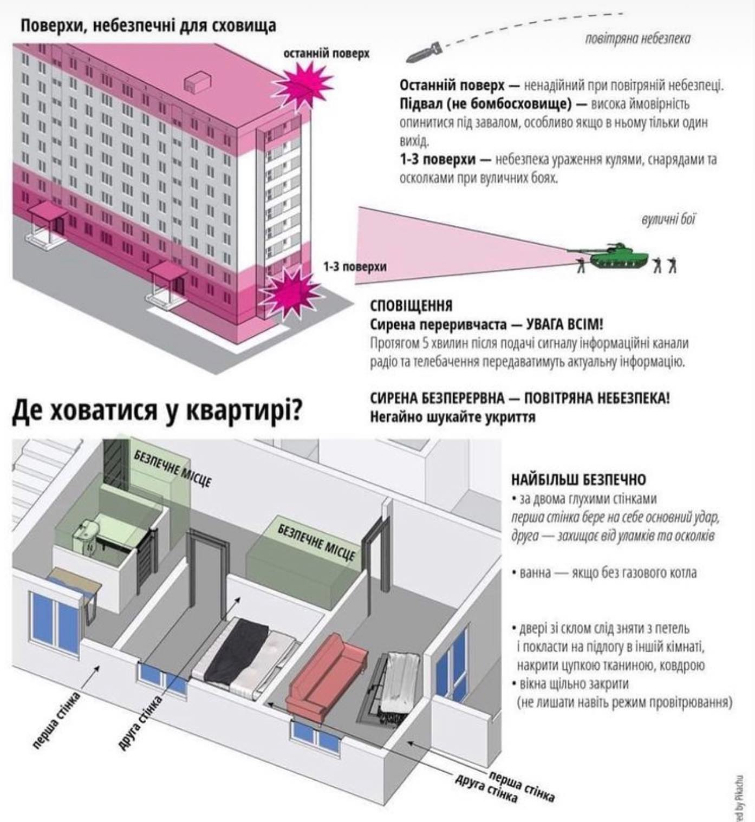 Поверхи, небезпечні для сховища
останній поверх
повітряна небезпека
Останній поверх — ненадійний при повітряній небезпеці.
Підвал (не бомбосховище) — висока ймовірність
опинитися під завалом, особливо якщо в ньому тільки один
вихід.
1-3 поверхи — небезпека ураження кулями, снарядами та
осколками при вуличних боях.
вуличні бої
1-3 поверхи
СПОВІЩЕННЯ
Сирена переривчаста — УВАГА ВСІМ!
Протягом 5 хвилин після подачі сигналу інформаційні канали
радіо та телебачення передаватимуть актуальну інформацію.
СИРЕНА БЕЗПЕРЕРВНА — ПОВІТРЯНА НЕБЕЗПЕКА!
Негайно шукайте укриття
Де ховатися у квартирі?
БЕЗПЕЧНЕ МІСЦЕ
БЕЗПЕЧНЕ МІСЦЕ
НАЙБІЛЬШ БЕЗПЕЧНО
• за двома глухими стінками
перша стінка бере на себе основний удар,
друга — захищає від уламків та осколків
• ванна — якщо без газового котла
• двері зі склом слід зняти з петель
і покласти на підлогу в іншій кімнаті,
накрити цупкою тканиною, ковдрою
• вікна щільно закрити
(не лишати навіть режим провітрювання)
перша стінка
друга стінка
перша стінка
друга стінка
by Pikachu